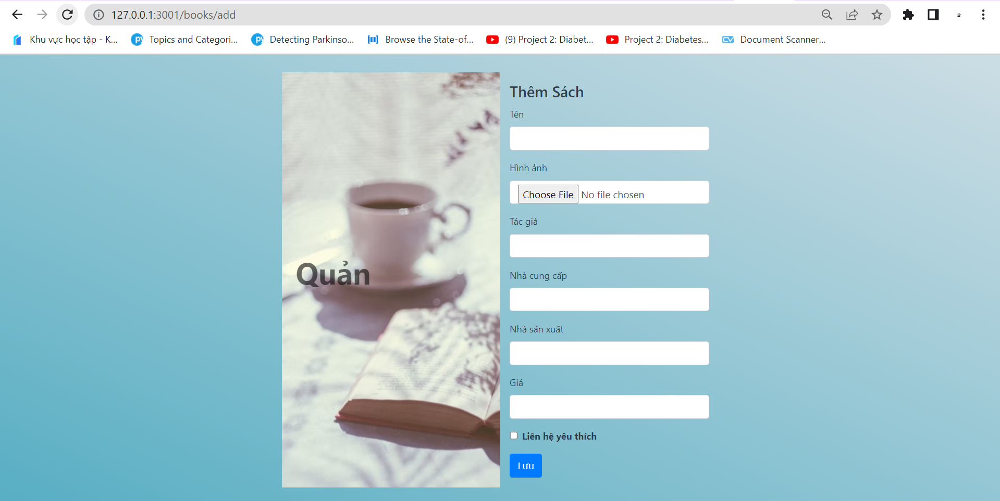 127.0.0.1:3001/books/add
Khu vực học tập - K...
Topics and Categori...
Detecting Parkinso...
Browse the State-of...
(9) Project 2: Diabet...
Project 2: Diabetes...
Document Scanner...
Thêm Sách
Tên
Hình ảnh
Choose File No file chosen
Tác giả
Nhà cung cấp
Quản
Nhà sản xuất
Giá
Liên hệ yêu thích
Lưu